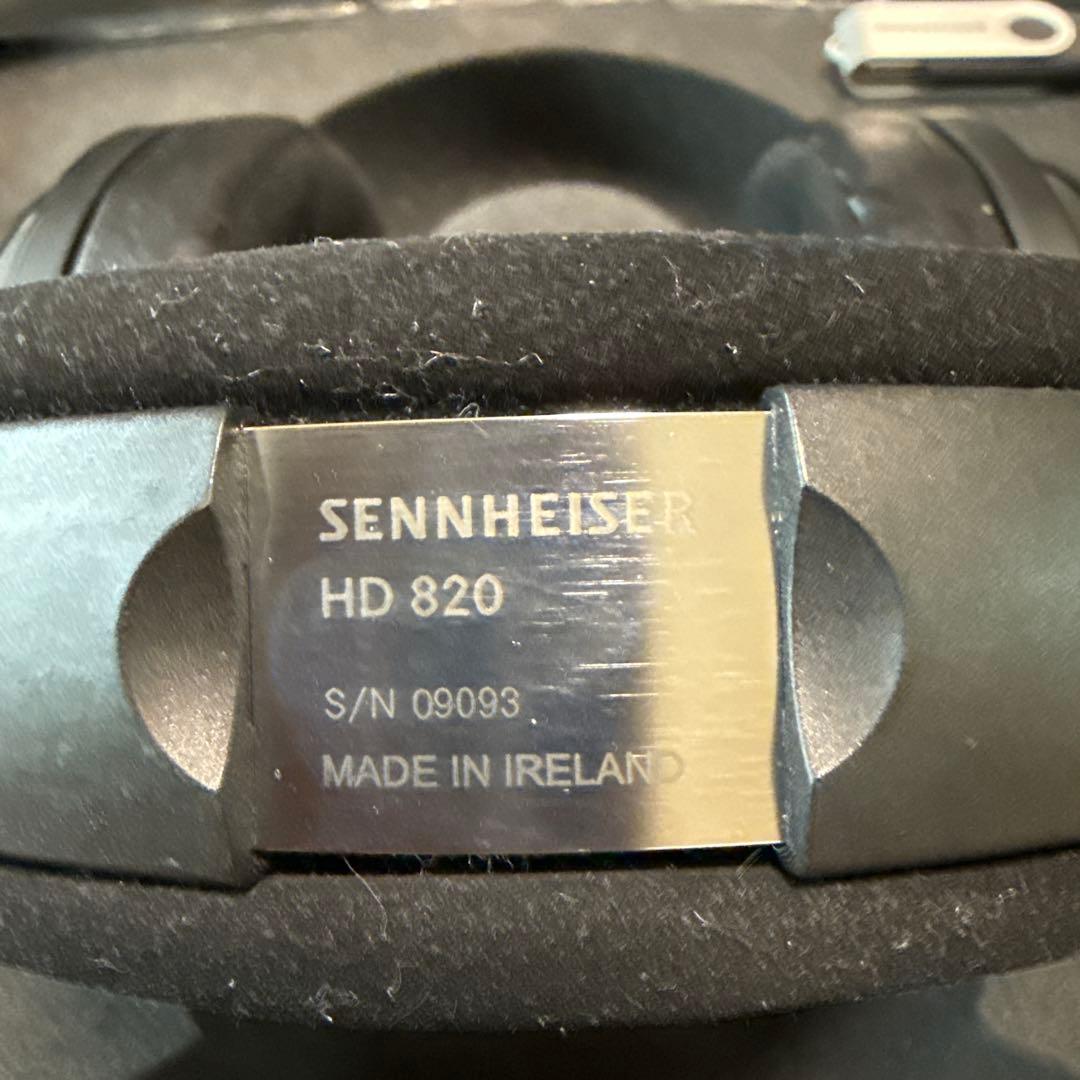 SENNHEISER
HD 820
S/N 09093
MADE IN IRELAND